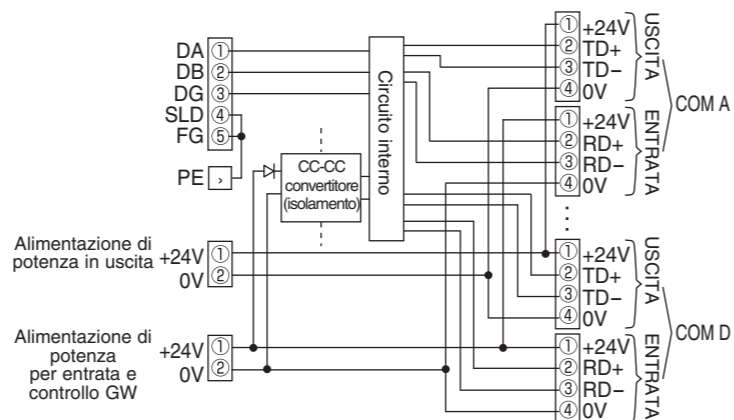 DA ①
DB ②
DG ③
SLD ④
FG ⑤
PE
Circuito interno
CC-CC
convertitore
(isolamento)
Alimentazione di
potenza in uscita
+24V ①
0V ②
Alimentazione di
potenza
per entrata e
controllo GW
+24V ①
0V ②
① +24V
② TD+
③ TD−
④ 0V
USCITA
① +24V
② RD+
③ RD−
④ 0V
ENTRATA
COM A
① +24V
② TD+
③ TD−
④ 0V
USCITA
① +24V
② RD+
③ RD−
④ 0V
ENTRATA
COM D